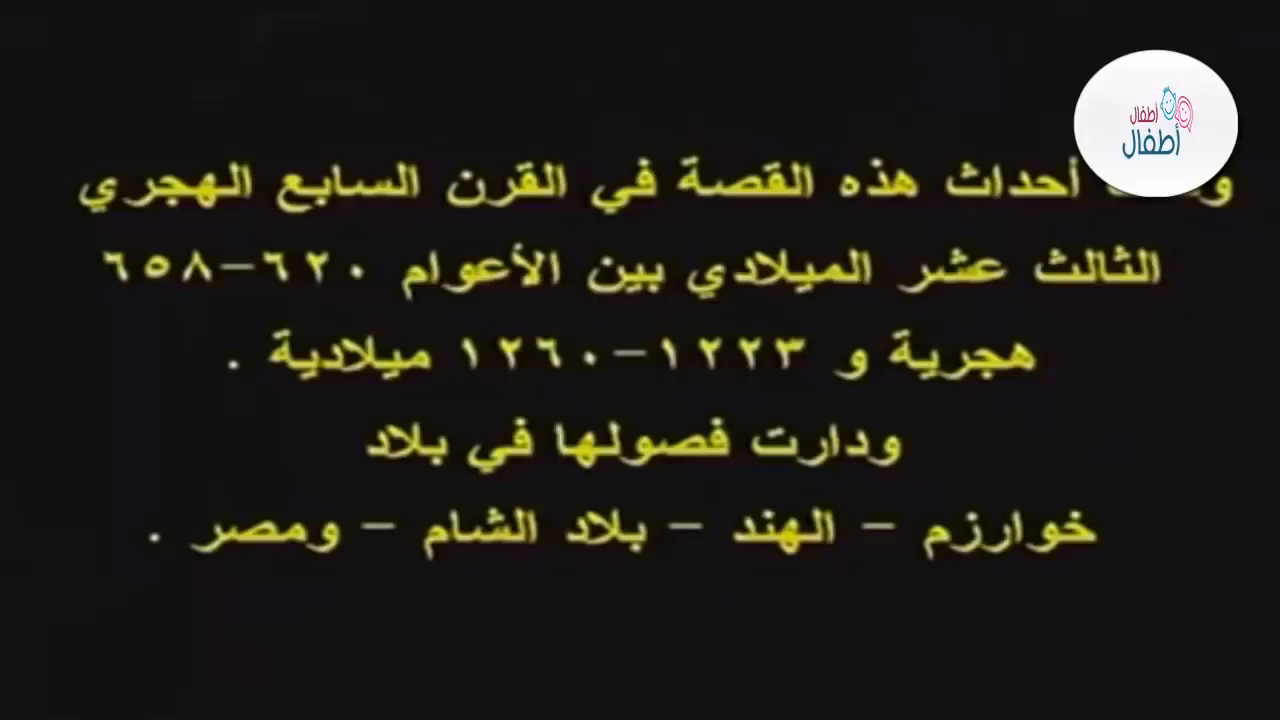 أطفال
أطفال
أحداث هذه القصة في القرن السابع الهجري
الثالث عشر الميلادي بين الأعوام ٦٢٠-٦٥٨
هجرية و ١٢٢٣-١٢٦٠ ميلادية .
ودارت فصولها في بلاد
خوارزم - الهند - بلاد الشام - ومصر .